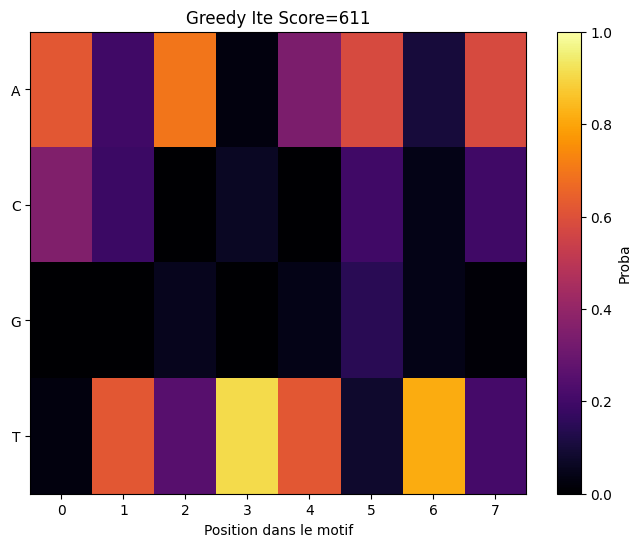 Greedy Ite Score=611
A
C
G
T
0 1 2 3 4 5 6 7
Position dans le motif
1.0
0.8
0.6
0.4
0.2
0.0
Proba